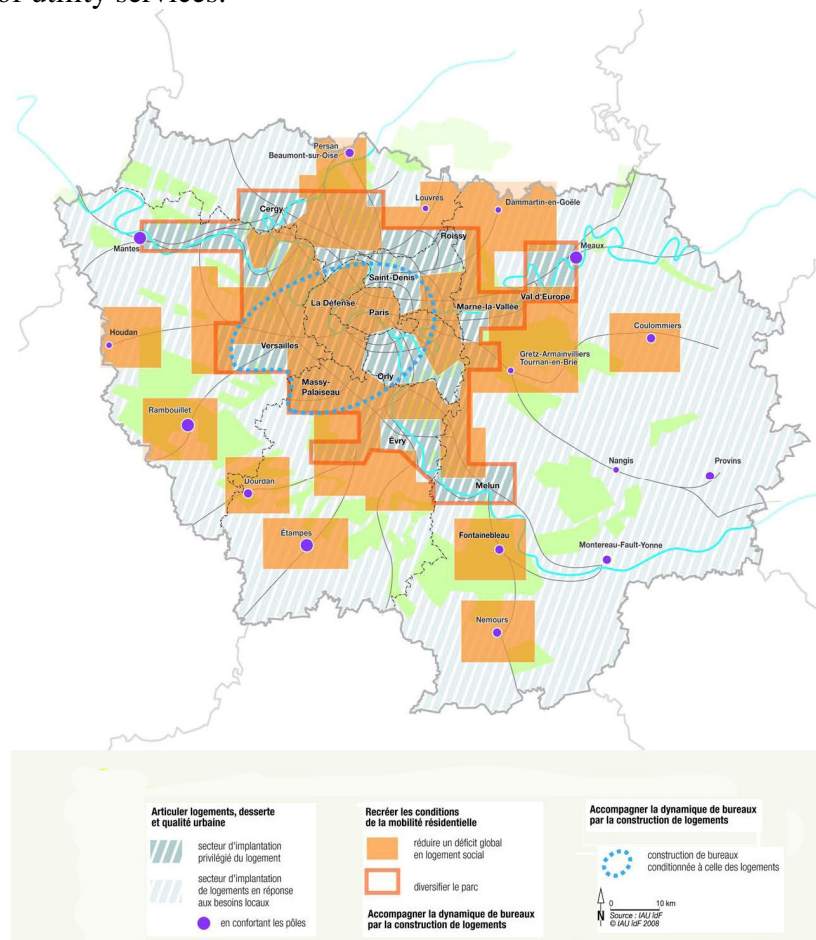 or utility services.
Persan
Beaumont-sur-Oise
Louvres
Dammartin-en-Goële
Cergy
Roissy
Mantes
Meaux
Saint-Denis
La Défense
Paris
Marne-la-Vallée
Val d'Europe
Houdan
Versailles
Coulommiers
Gretz-Armainvilliers
Tournan-en-Brie
Orly
Massy-
Palaiseau
Rambouillet
Évry
Nangis
Provins
Dourdan
Melun
Étampes
Fontainebleau
Montereau-Fault-Yonne
Nemours
Articuler logements, desserte
et qualité urbaine
secteur d'implantation
privilégié du logement
secteur d'implantation
de logements en réponse
aux besoins locaux
en confortant les pôles
Recréer les conditions
de la mobilité résidentielle
réduire un déficit global
en logement social
diversifier le parc
Accompagner la dynamique de bureaux
par la construction de logements
Accompagner la dynamique de bureaux
par la construction de logements
construction de bureaux
conditionnée à celle des logements
0 10 km
N
Source : IAU îdF
© IAU îdF 2008